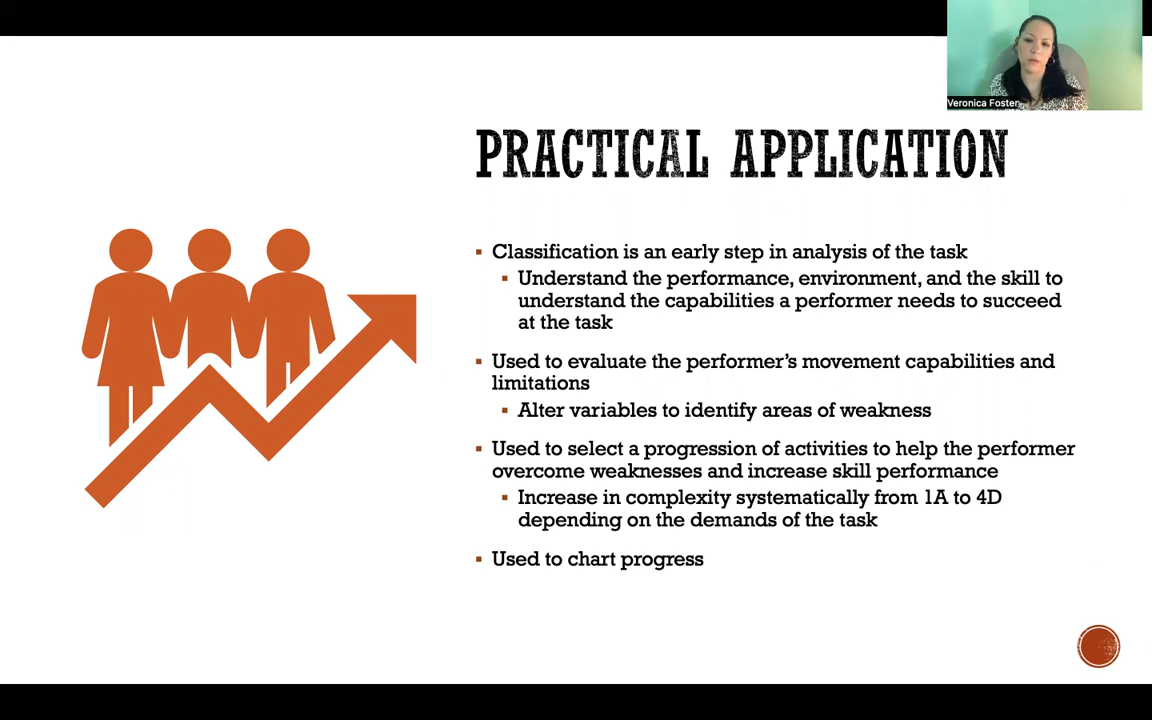 Veronica Foster
PRACTICAL APPLICATION
▪ Classification is an early step in analysis of the task
▪ Understand the performance, environment, and the skill to
understand the capabilities a performer needs to succeed
at the task
▪ Used to evaluate the performer’s movement capabilities and
limitations
▪ Alter variables to identify areas of weakness
▪ Used to select a progression of activities to help the performer
overcome weaknesses and increase skill performance
▪ Increase in complexity systematically from 1A to 4D
depending on the demands of the task
▪ Used to chart progress